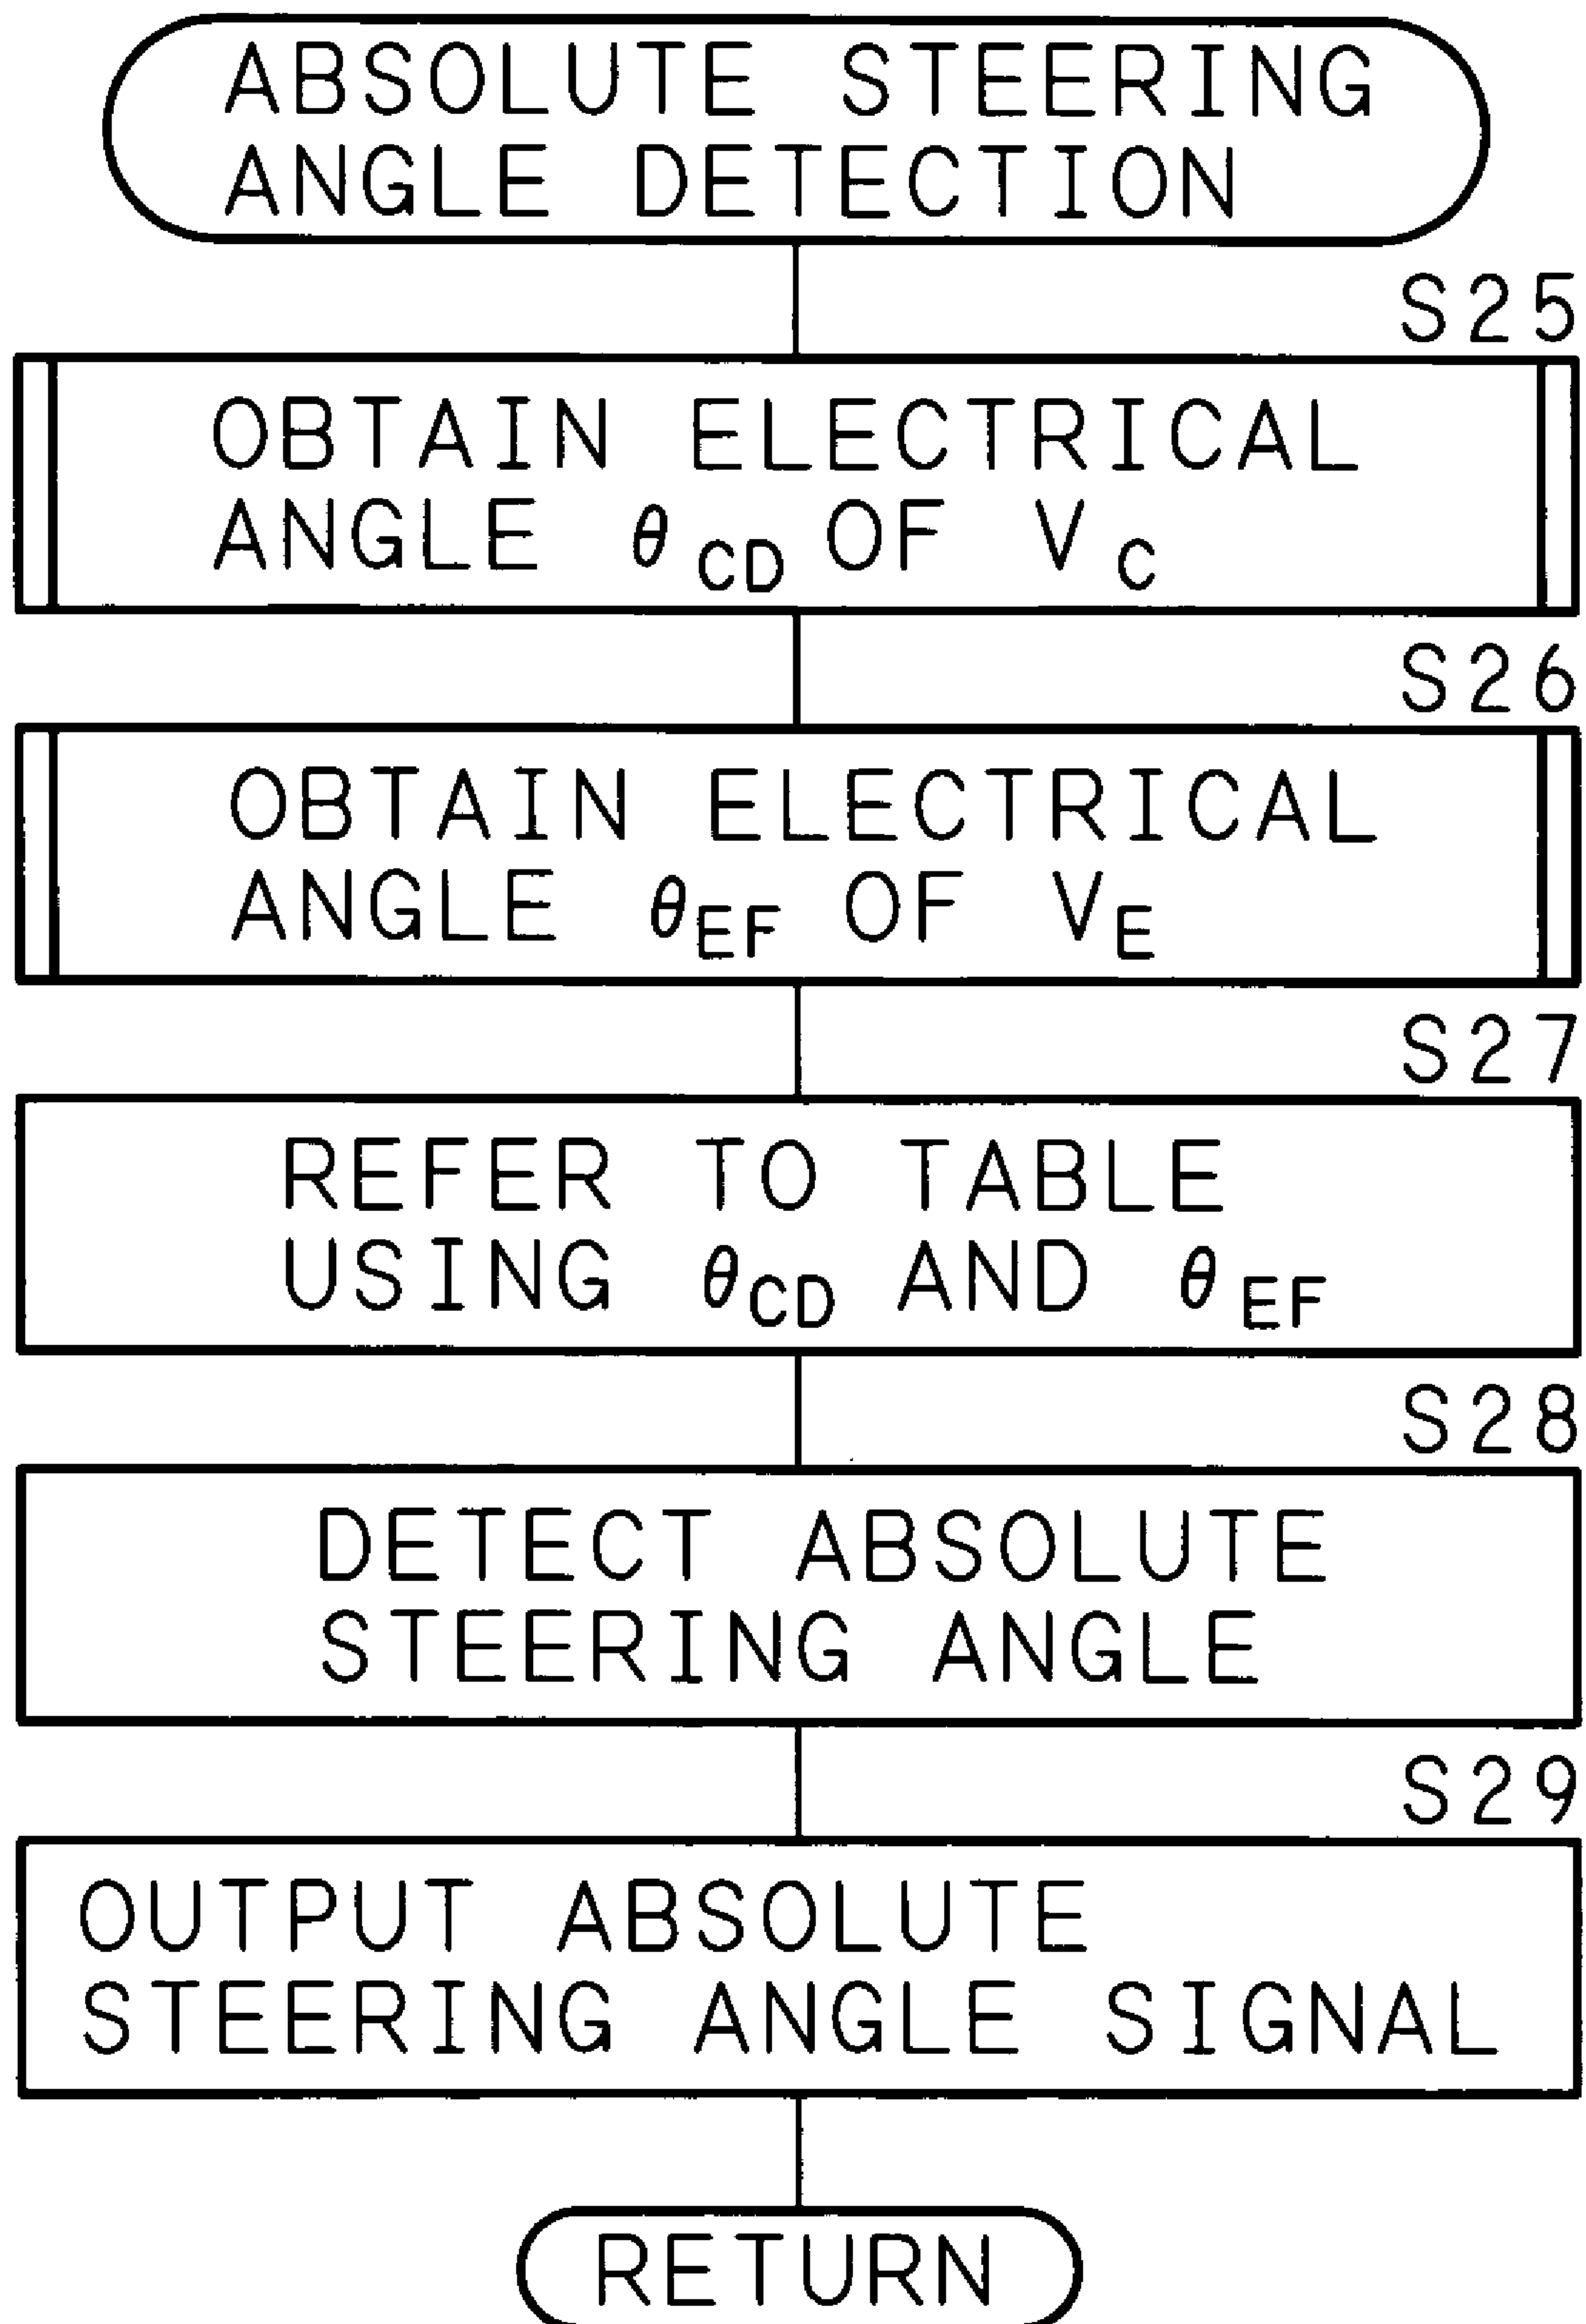 ABSOLUTE STEERING
ANGLE DETECTION
S25
OBTAIN ELECTRICAL
ANGLE θCD OF VC
S26
OBTAIN ELECTRICAL
ANGLE θEF OF VE
S27
REFER TO TABLE
USING θCD AND θEF
S28
DETECT ABSOLUTE
STEERING ANGLE
S29
OUTPUT ABSOLUTE
STEERING ANGLE SIGNAL
RETURN